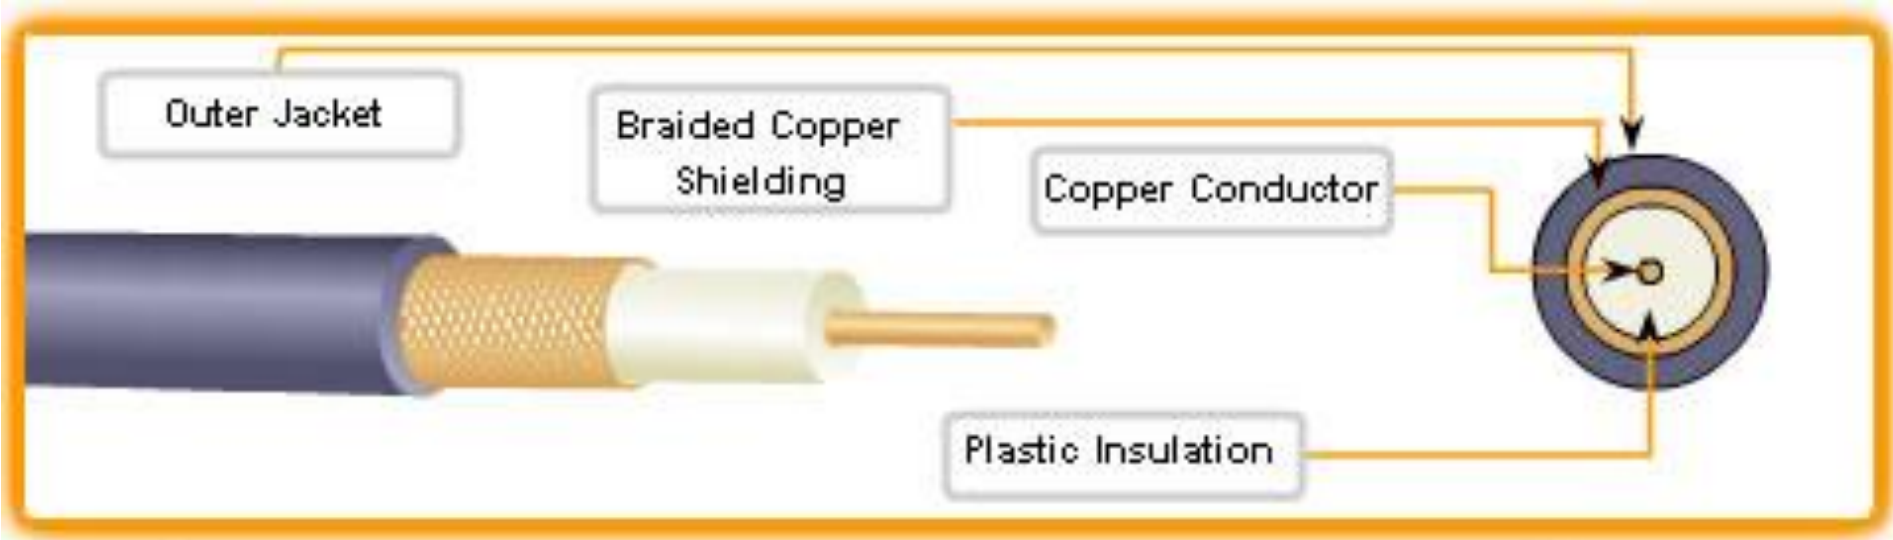 Outer Jacket
Braided Copper
Shielding
Copper Conductor
Plastic Insulation